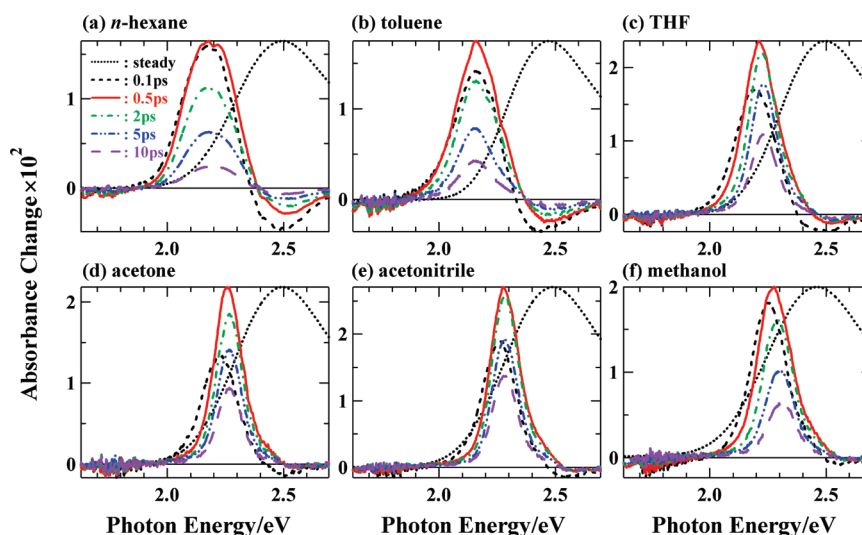 (a) n-hexane
(b) toluene
(c) THF
: steady
: 0.1ps
: 0.5ps
: 2ps
: 5ps
: 10ps
1
0
2.0
2.5
1
0
2.0
2.5
2
1
0
2.0
2.5
Absorbance Change×10²
(d) acetone
(e) acetonitrile
(f) methanol
2
1
0
2.0
2.5
2
1
0
2.0
2.5
2
1
0
2.0
2.5
Photon Energy/eV
Photon Energy/eV
Photon Energy/eV